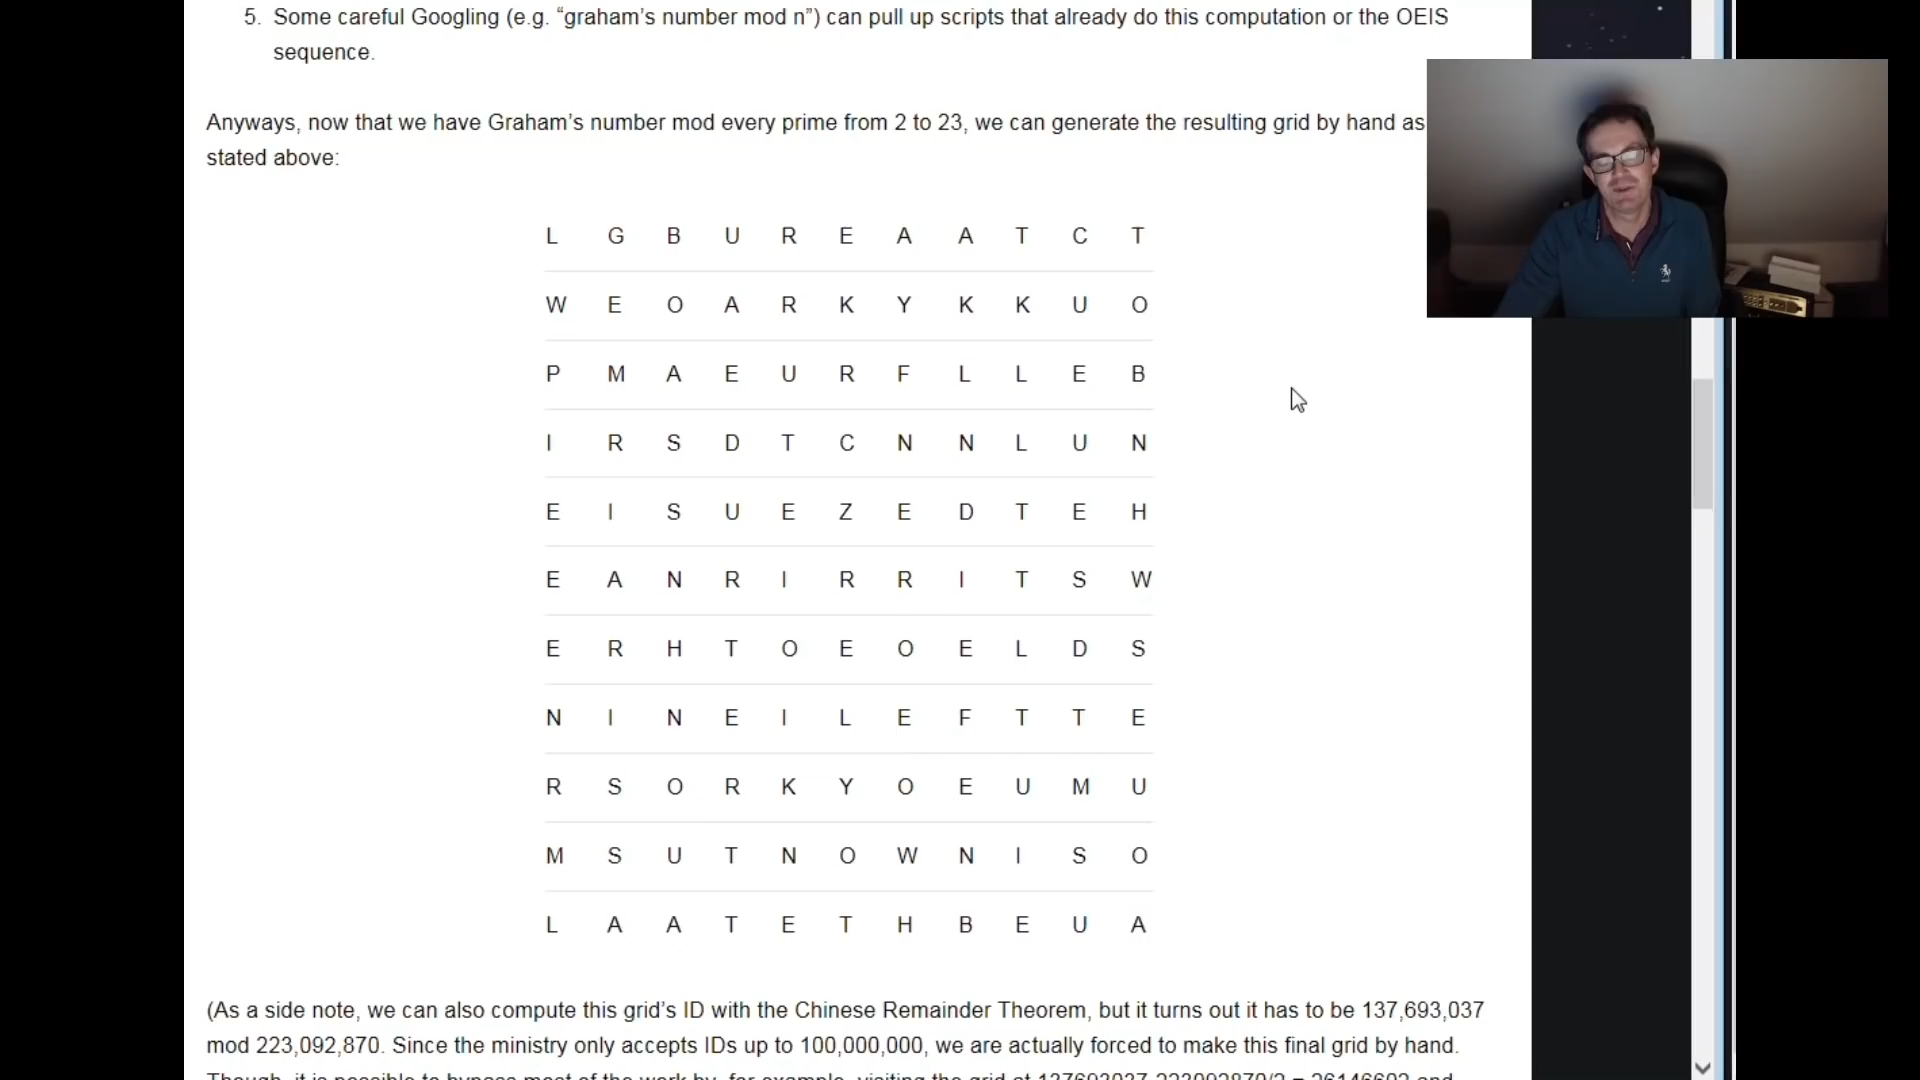 5. Some careful Googling (e.g. “graham’s number mod n”) can pull up scripts that already do this computation or the OEIS
sequence.
Anyways, now that we have Graham’s number mod every prime from 2 to 23, we can generate the resulting grid by hand as
stated above:
L G B U R E A A T C T
W E O A R K Y K K U O
P M A E U R F L L E B
I R S D T C N N L U N
E I S U E Z E D T E H
E A N R I R R I T S W
E R H T O E O E L D S
N I N E I L E F T T E
R S O R K Y O E U M U
M S U T N O W N I S O
L A A T E T H B E U A
(As a side note, we can also compute this grid’s ID with the Chinese Remainder Theorem, but it turns out it has to be 137,693,037
mod 223,092,870. Since the ministry only accepts IDs up to 100,000,000, we are actually forced to make this final grid by hand.